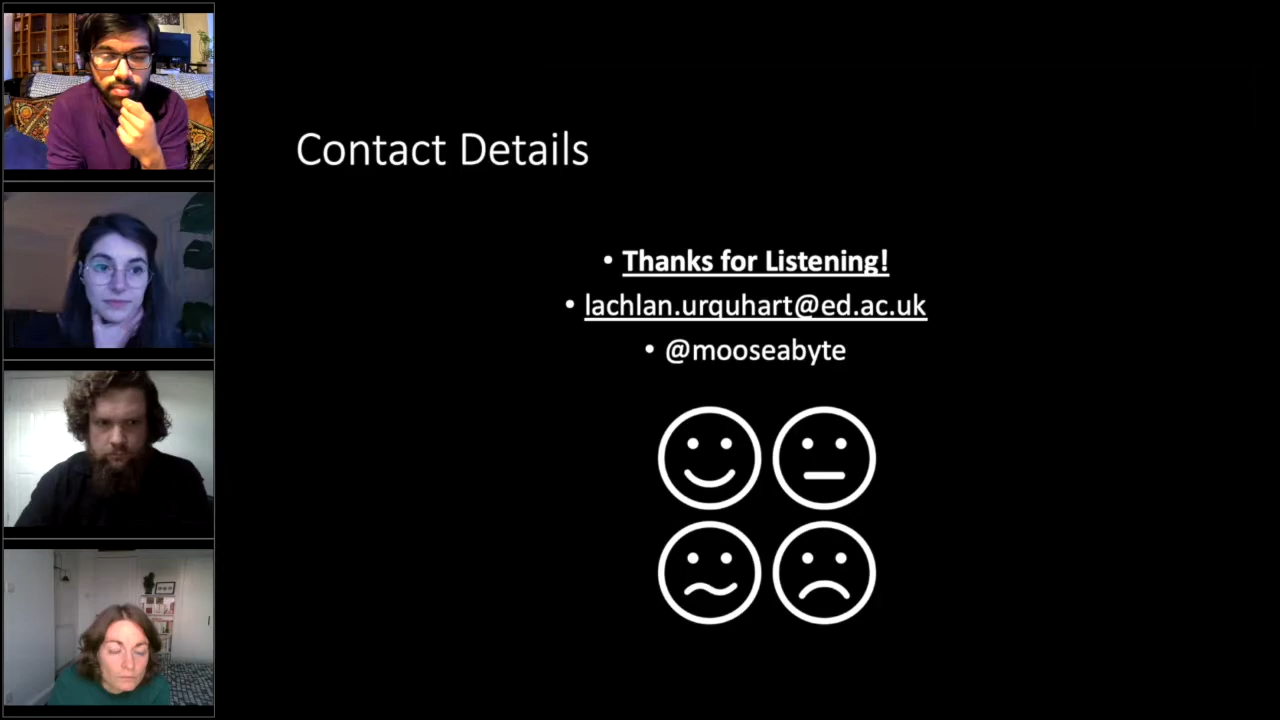 Contact Details
• Thanks for Listening!
• lachlan.urquhart@ed.ac.uk
• @mooseabyte